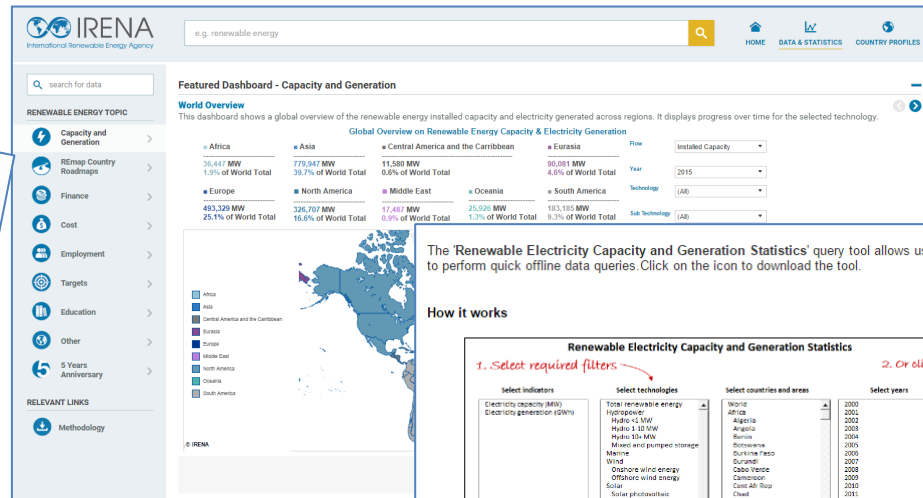 IRENA
International Renewable Energy Agency
e.g. renewable energy
HOME
DATA & STATISTICS
COUNTRY PROFILES
search for data
RENEWABLE ENERGY TOPIC
Capacity and
Generation
REmap Country
Roadmaps
Finance
Cost
Employment
Targets
Education
Other
5 Years
Anniversary
RELEVANT LINKS
Methodology
Featured Dashboard - Capacity and Generation
World Overview
This dashboard shows a global overview of the renewable energy installed capacity and electricity generated across regions. It displays progress over time for the selected technology.
Global Overview on Renewable Energy Capacity & Electricity Generation
Africa
36,447 MW
1.9% of World Total
Asia
779,947 MW
39.7% of World Total
Central America and the Carribbean
11,580 MW
0.6% of World Total
Eurasia
90,081 MW
4.6% of World Total
Europe
493,329 MW
25.1% of World Total
North America
326,707 MW
16.6% of World Total
Middle East
17,487 MW
0.9% of World Total
Oceania
25,926 MW
1.3% of World Total
South America
183,185 MW
9.3% of World Total
Flow
Installed Capacity
Year
2015
Technology
(All)
Sub Technology
(All)
Africa
Asia
Central America and the Carribbean
Eurasia
Europe
Middle East
North America
Oceania
South America
© IRENA
The 'Renewable Electricity Capacity and Generation Statistics' query tool allows us
to perform quick offline data queries.Click on the icon to download the tool.
How it works
Renewable Electricity Capacity and Generation Statistics
1. Select required filters
2. Or cli
Select indicators
Electricity capacity (MW)
Electricity generation (GWh)
Select technologies
Total renewable energy
Hydropower
Hydro <1 MW
Hydro 1-10 MW
Hydro 10+ MW
Mixed and pumped storage
Marine
Wind
Onshore wind energy
Offshore wind energy
Solar
Solar photovoltaic
Select countries and areas
World
Africa
Algeria
Angola
Benin
Botswana
Burkina Faso
Burundi
Cabo Verde
Cameroon
Cent Afr Rep
Chad
Select years
2000
2001
2002
2003
2004
2005
2006
2007
2008
2009
2010
2011